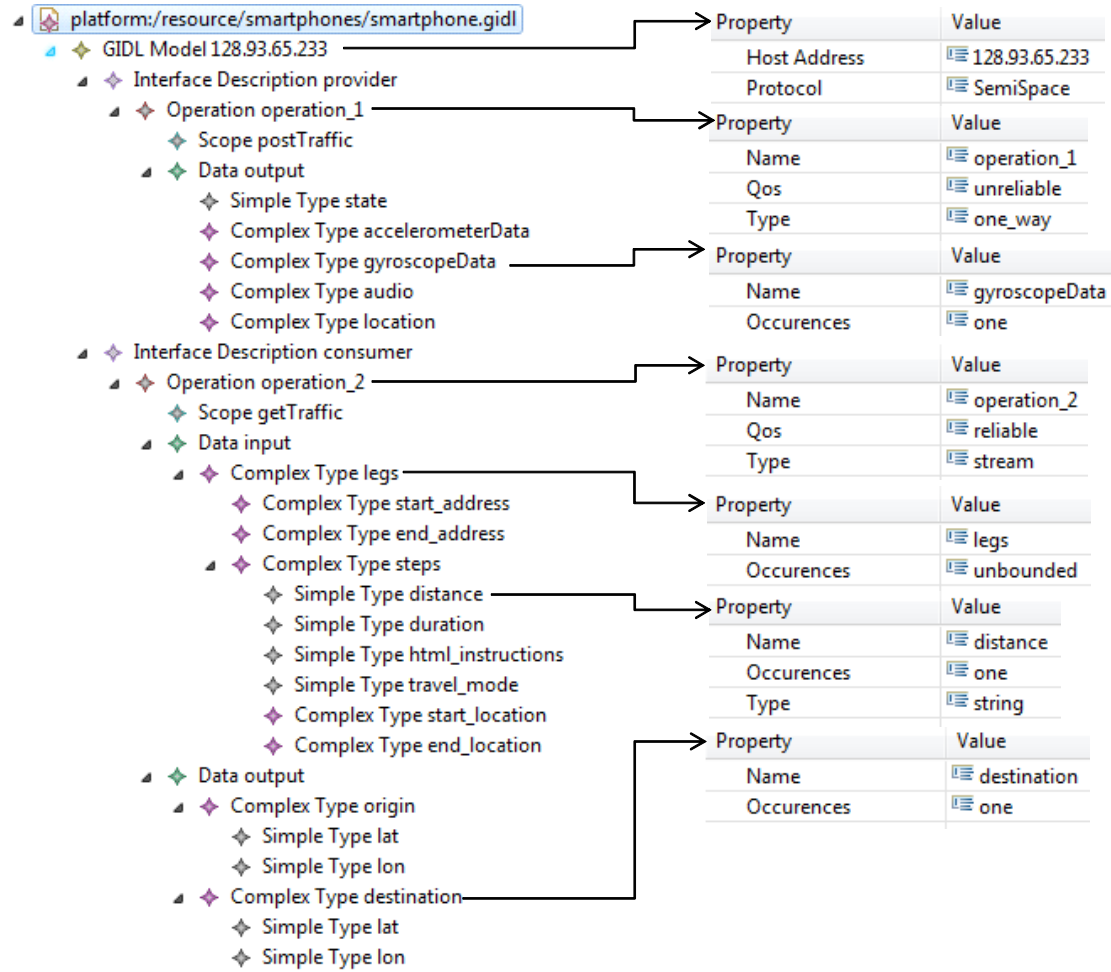 platform:/resource/smartphones/smartphone.gidl
GIDL Model 128.93.65.233
Interface Description provider
Operation operation_1
Scope postTraffic
Data output
Simple Type state
Complex Type accelerometerData
Complex Type gyroscopeData
Complex Type audio
Complex Type location
Interface Description consumer
Operation operation_2
Scope getTraffic
Data input
Complex Type legs
Complex Type start_address
Complex Type end_address
Complex Type steps
Simple Type distance
Simple Type duration
Simple Type html_instructions
Simple Type travel_mode
Complex Type start_location
Complex Type end_location
Data output
Complex Type origin
Simple Type lat
Simple Type lon
Complex Type destination
Simple Type lat
Simple Type lon
Property Value
Host Address 128.93.65.233
Protocol SemiSpace
Property Value
Name operation_1
Qos unreliable
Type one_way
Property Value
Name gyroscopeData
Occurences one
Property Value
Name operation_2
Qos reliable
Type stream
Property Value
Name legs
Occurences unbounded
Property Value
Name distance
Occurences one
Type string
Property Value
Name destination
Occurences one